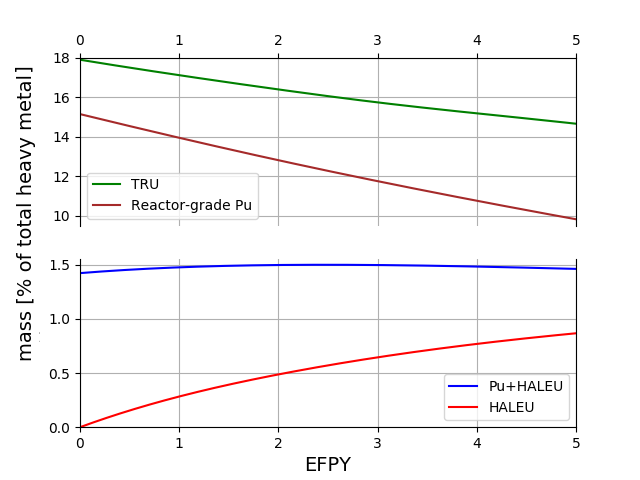 0 1 2 3 4 5
18
16
14
12
10
TRU
Reactor-grade Pu
mass [% of total heavy metal]
1.5
1.0
0.5
0.0
Pu+HALEU
HALEU
0 1 2 3 4 5
EFPY